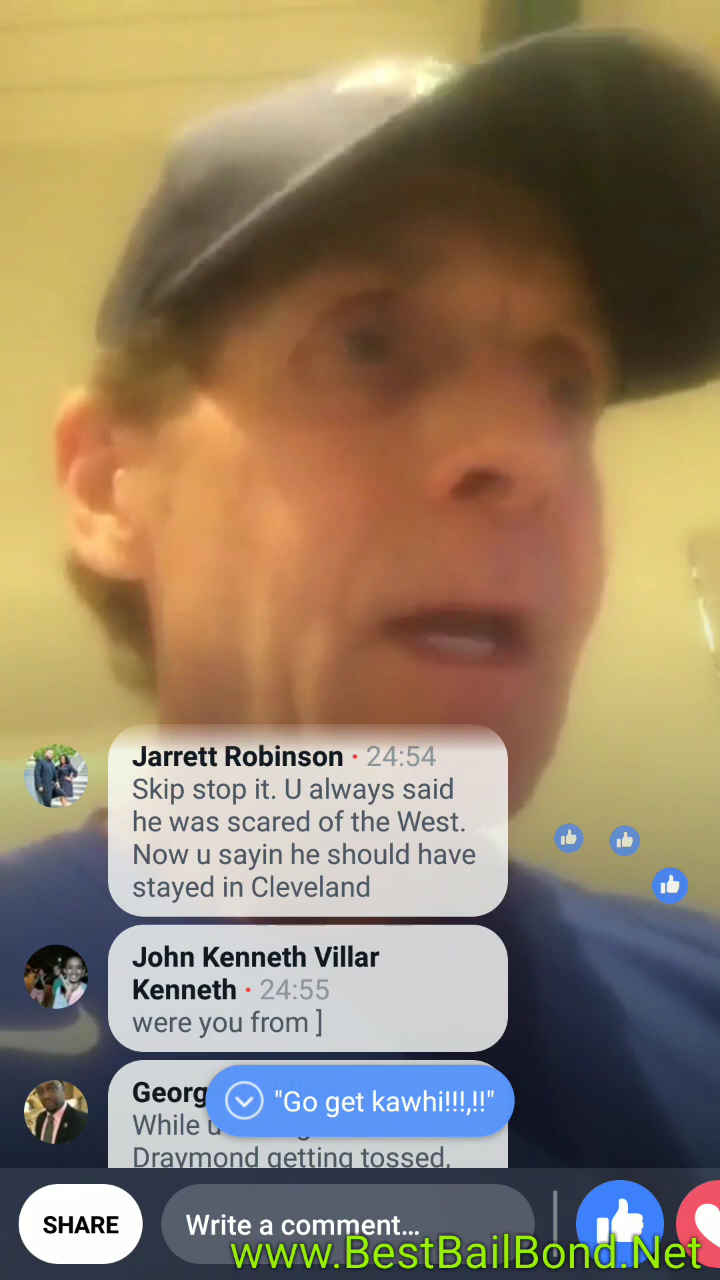 Jarrett Robinson • 24:54
Skip stop it. U always said
he was scared of the West.
Now u sayin he should have
stayed in Cleveland
John Kenneth Villar
Kenneth • 24:55
were you from ]
Georg
"Go get kawhi!!!,!!"
While u
Draymond getting tossed,
SHARE
Write a comment...
www.BestBailBond.Net